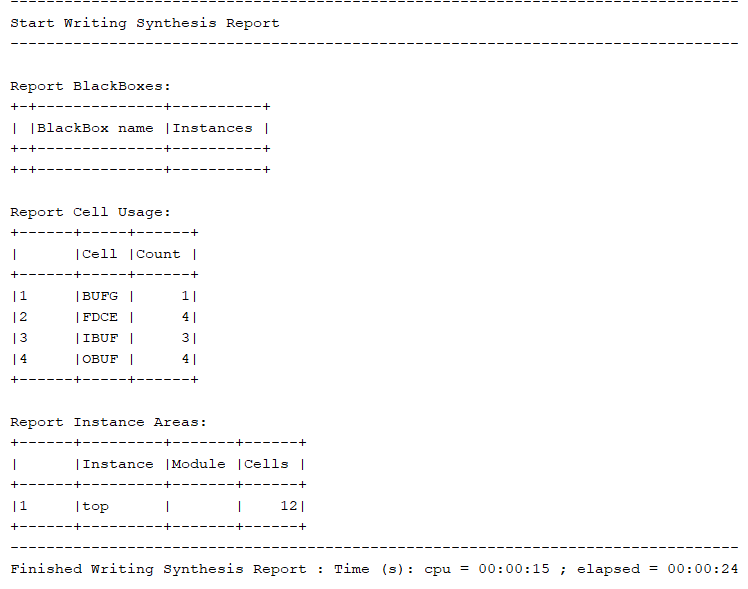 ---------------------------------------------------------------------------------
Start Writing Synthesis Report
---------------------------------------------------------------------------------

Report BlackBoxes: 
+-+--------------+----------+
| |BlackBox name |Instances |
+-+--------------+----------+
+-+--------------+----------+

Report Cell Usage: 
+------+-----+------+
|      |Cell |Count |
+------+-----+------+
|1     |BUFG |     1|
|2     |FDCE |     4|
|3     |IBUF |     3|
|4     |OBUF |     4|
+------+-----+------+

Report Instance Areas: 
+------+---------+-------+------+
|      |Instance |Module |Cells |
+------+---------+-------+------+
|1     |top      |       |    12|
+------+---------+-------+------+
---------------------------------------------------------------------------------
Finished Writing Synthesis Report : Time (s): cpu = 00:00:15 ; elapsed = 00:00:24